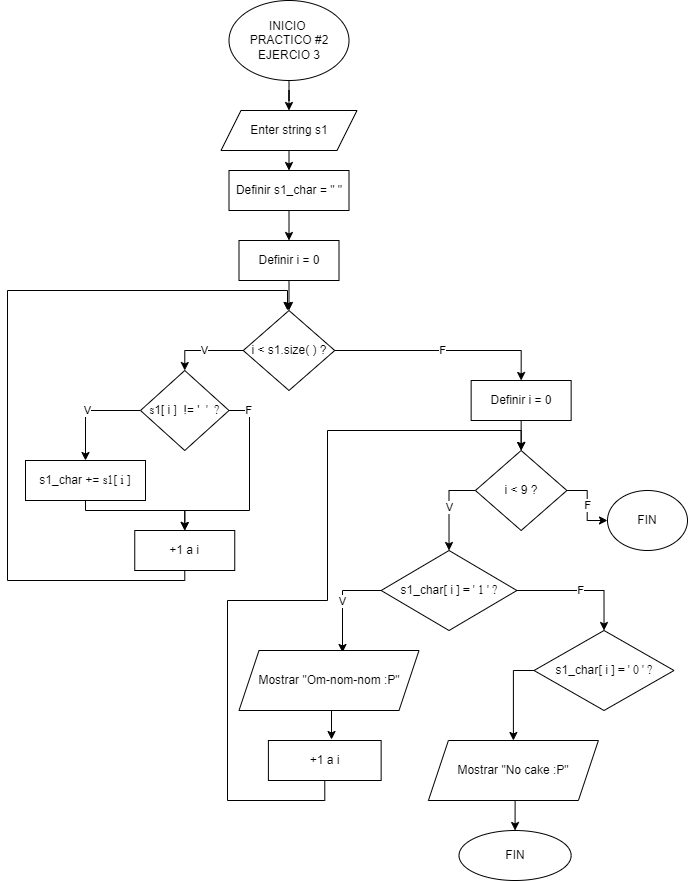 INICIO
PRACTICO #2
EJERCIO 3
Enter string s1
Definir s1_char = " "
Definir i = 0
i < s1.size( ) ?
V
F
s1[ i ] != ' ' ?
V
F
s1_char += s1[ i ]
+1 a i
Definir i = 0
i < 9 ?
V
F
FIN
s1_char[ i ] = ' 1 ' ?
V
F
Mostrar "Om-nom-nom :P"
+1 a i
s1_char[ i ] = ' 0 ' ?
Mostrar "No cake :P"
FIN